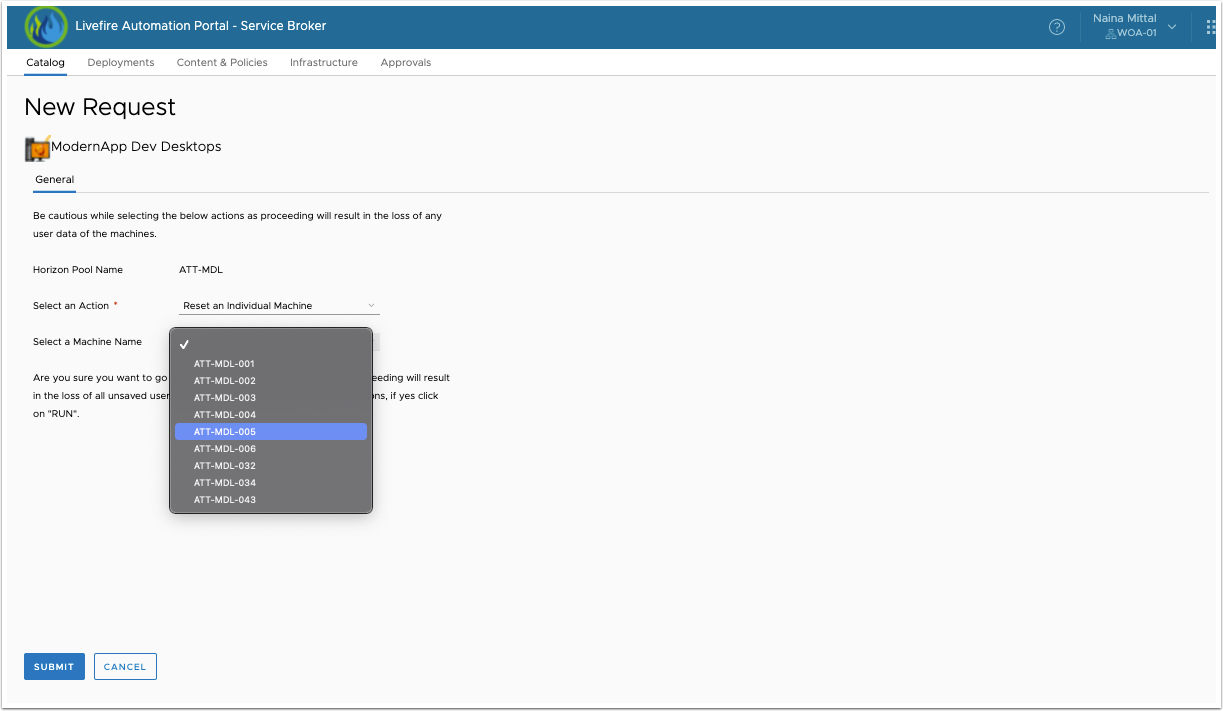 Livefire Automation Portal - Service Broker
Naina Mittal
WOA-01
Catalog Deployments Content & Policies Infrastructure Approvals
New Request
ModernApp Dev Desktops
General
Be cautious while selecting the below actions as proceeding will result in the loss of any
user data of the machines.
Horizon Pool Name ATT-MDL
Select an Action * Reset an Individual Machine
Select a Machine Name
ATT-MDL-001
ATT-MDL-002
ATT-MDL-003
ATT-MDL-004
ATT-MDL-005
ATT-MDL-006
ATT-MDL-032
ATT-MDL-034
ATT-MDL-043
Are you sure you want to go will result
in the loss of all unsaved if yes click
on "RUN".
SUBMIT CANCEL